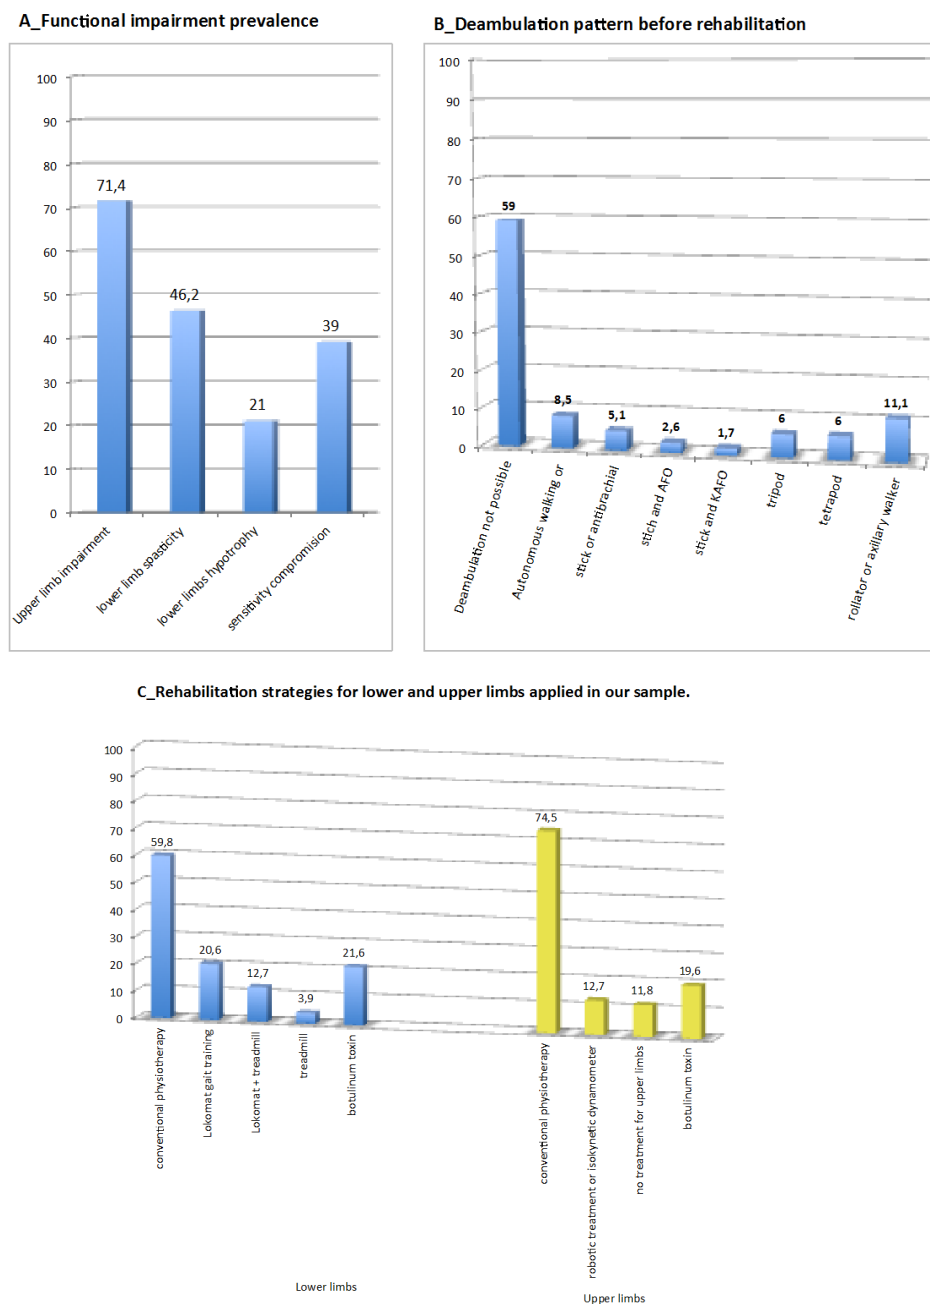 A_Functional impairment prevalence
100
90
80
70
60
50
40
30
20
10
0
71,4
46,2
21
39
Upper limb impairment
lower limb spasticity
lower limbs hypotrophy
sensitivity compromision
B_Deambulation pattern before rehabilitation
100
90
80
70
60
50
40
30
20
10
0
59
8,5
5,1
2,6
1,7
6
6
11,1
Deambulation not possible
Autonomous walking or
stick or antibrachial
stich and AFO
stick and KAFO
tripod
tetrapod
rollator or axillary walker
C_Rehabilitation strategies for lower and upper limbs applied in our sample.
100
90
80
70
60
50
40
30
20
10
0
59,8
20,6
12,7
3,9
21,6
74,5
12,7
11,8
19,6
conventional physiotherapy
Lokomat gait training
Lokomat + treadmill
treadmill
botulinum toxin
conventional physiotherapy
robotic treatment or isokynetic dynamometer
no treatment for upper limbs
botulinum toxin
Lower limbs
Upper limbs